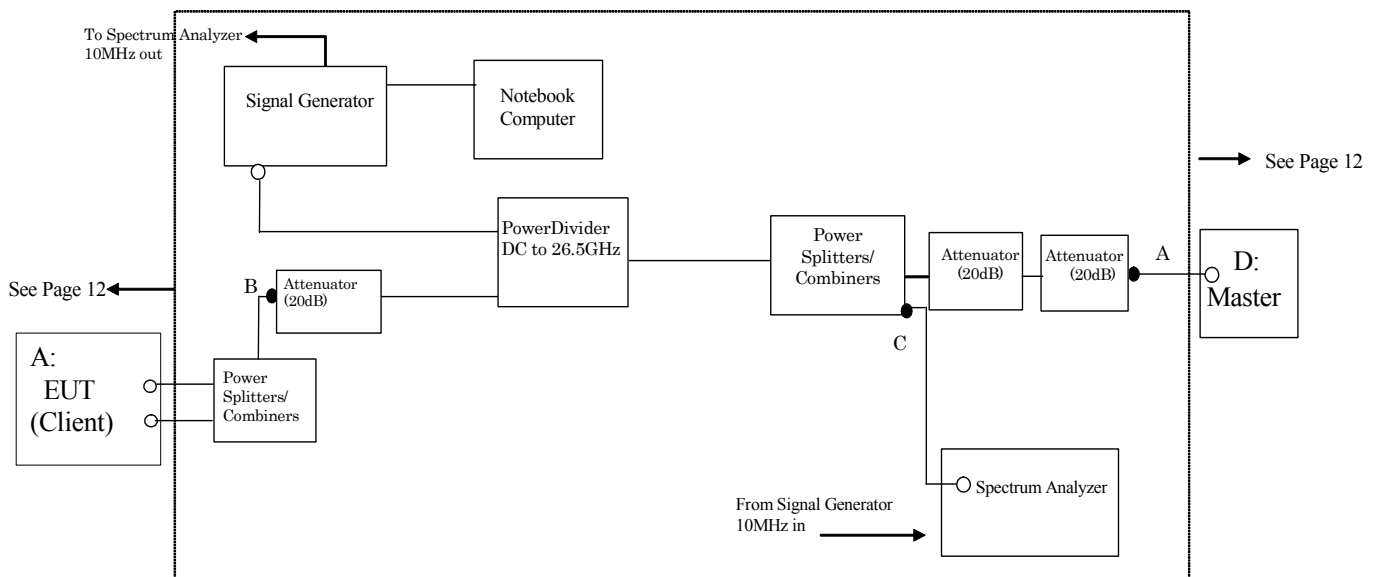 To Spectrum Analyzer
10MHz out
Signal Generator
Notebook
Computer
See Page 12
PowerDivider
DC to 26.5GHz
Power
Splitters/
Combiners
Attenuator
(20dB)
Attenuator
(20dB)
A
D:
Master
See Page 12
B
Attenuator
(20dB)
C
A:
EUT
(Client)
Power
Splitters/
Combiners
Spectrum Analyzer
From Signal Generator
10MHz in